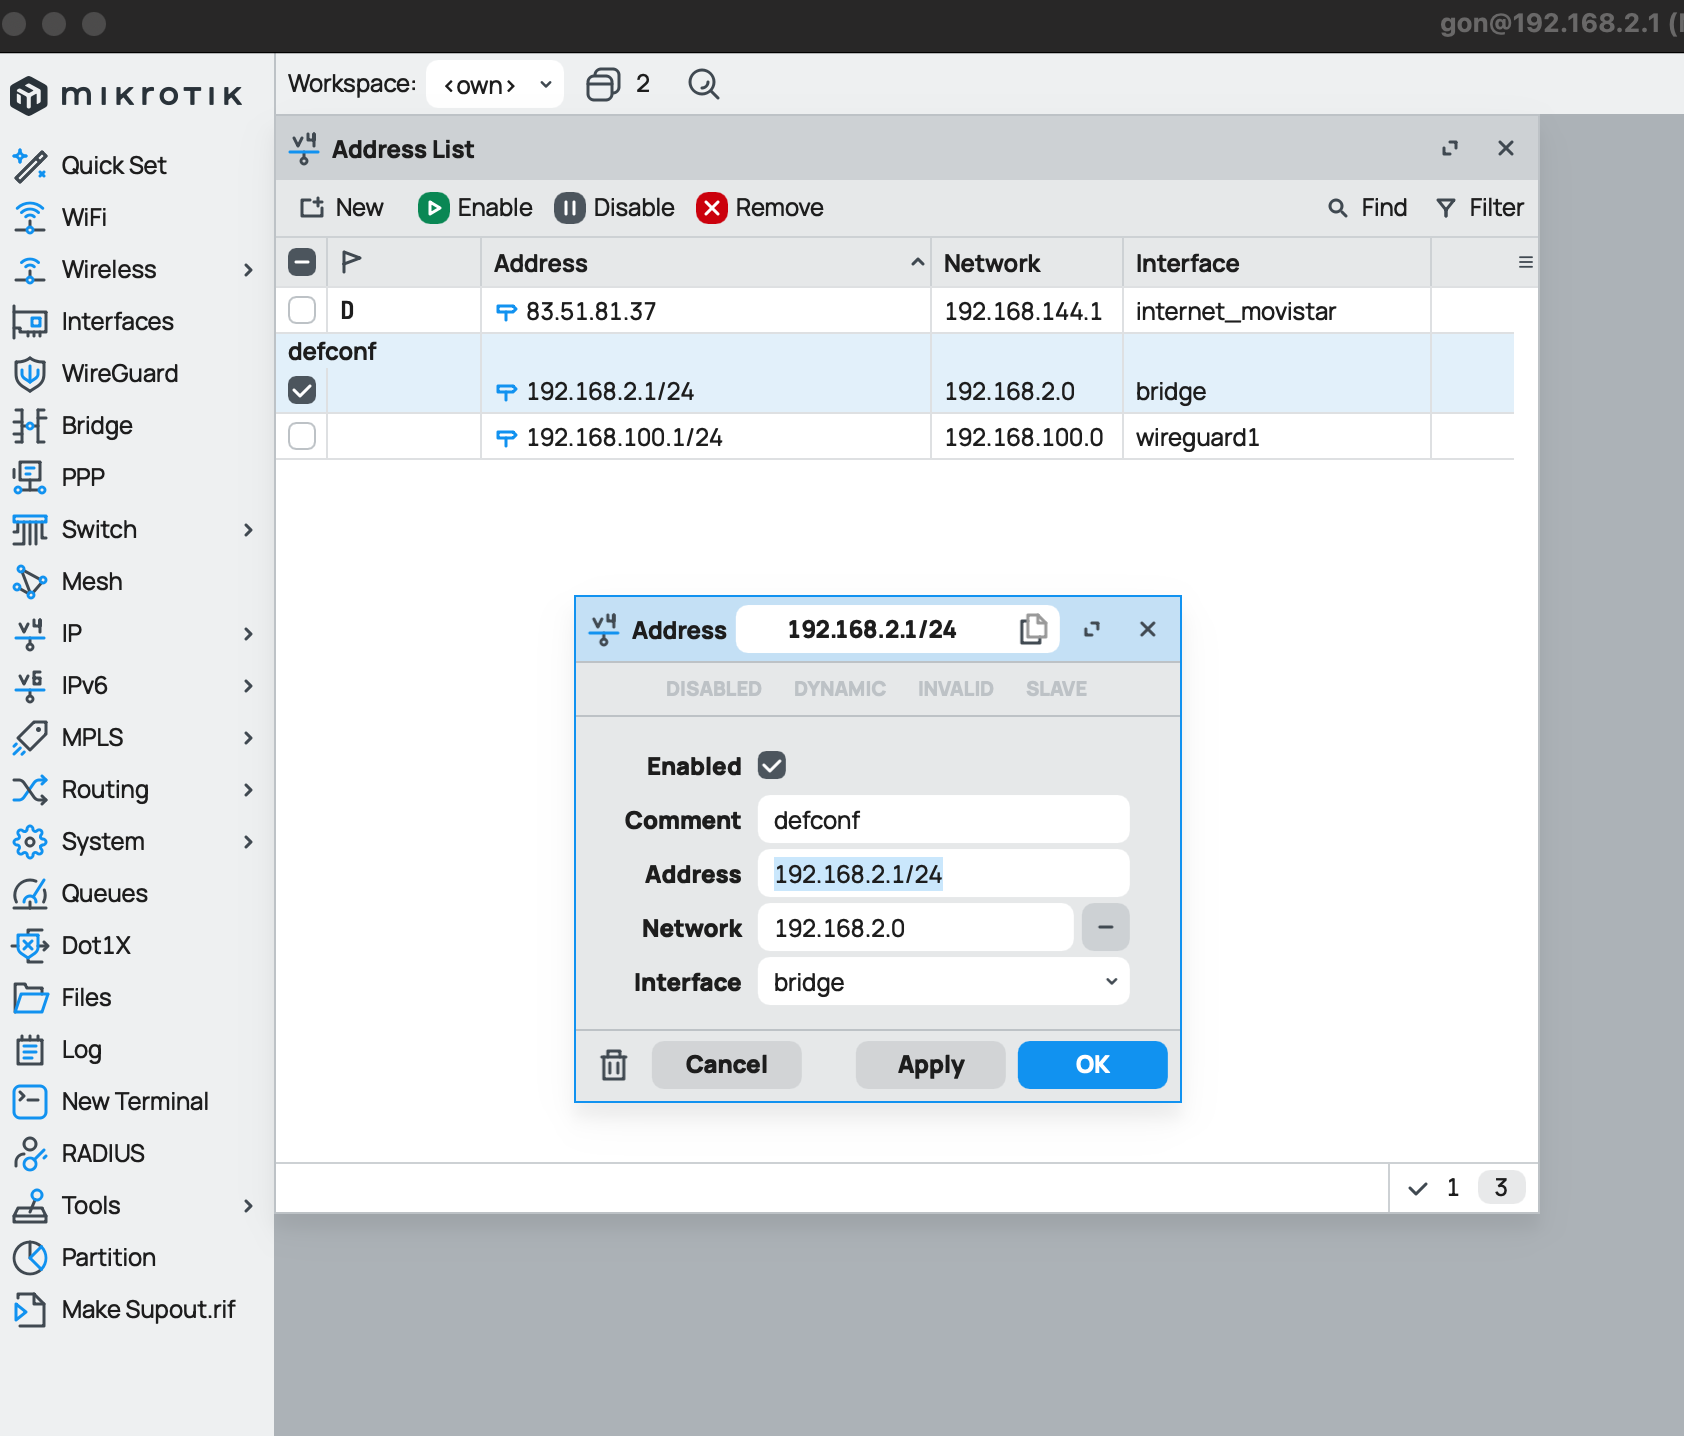 gon@192.168.2.1 (
mikrotik
Workspace: <own> 2
Quick Set
WiFi
Wireless
Interfaces
WireGuard
Bridge
PPP
Switch
Mesh
IP
IPv6
MPLS
Routing
System
Queues
Dot1X
Files
Log
New Terminal
RADIUS
Tools
Partition
Make Supout.rif
Address List
New Enable Disable Remove Find Filter
Address Network Interface
D 83.51.81.37 192.168.144.1 internet_movistar
defconf
192.168.2.1/24 192.168.2.0 bridge
192.168.100.1/24 192.168.100.0 wireguard1
Address 192.168.2.1/24
DISABLED DYNAMIC INVALID SLAVE
Enabled
Comment defconf
Address 192.168.2.1/24
Network 192.168.2.0
Interface bridge
Cancel Apply OK
1 3